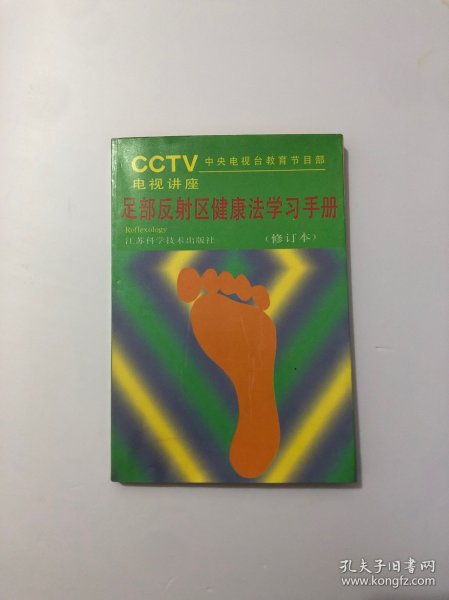 CCTV 中央电视台教育节目部
电视讲座
足部反射区健康法学习手册
Reflexology
江苏科学技术出版社 (修订本)
孔夫子旧书网
www.kongfz.com